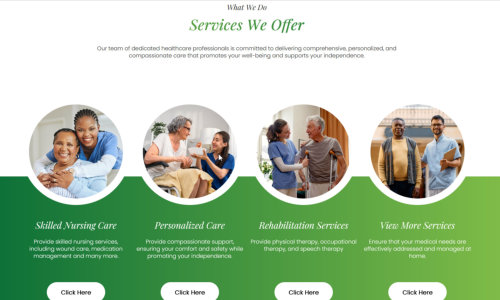 What We Do
Services We Offer
Our team of dedicated healthcare professionals is committed to delivering comprehensive, personalized, and
compassionate care that promotes your well-being and supports your independence.
Skilled Nursing Care
Provide skilled nursing services,
including wound care, medication
management and many more.
Click Here
Personalized Care
Provide compassionate support,
ensuring your comfort and safety while
promoting your independence.
Click Here
Rehabilitation Services
Provide physical therapy, occupational
therapy, and speech therapy
Click Here
View More Services
Ensure that your medical needs are
effectively addressed and managed at
home.
Click Here